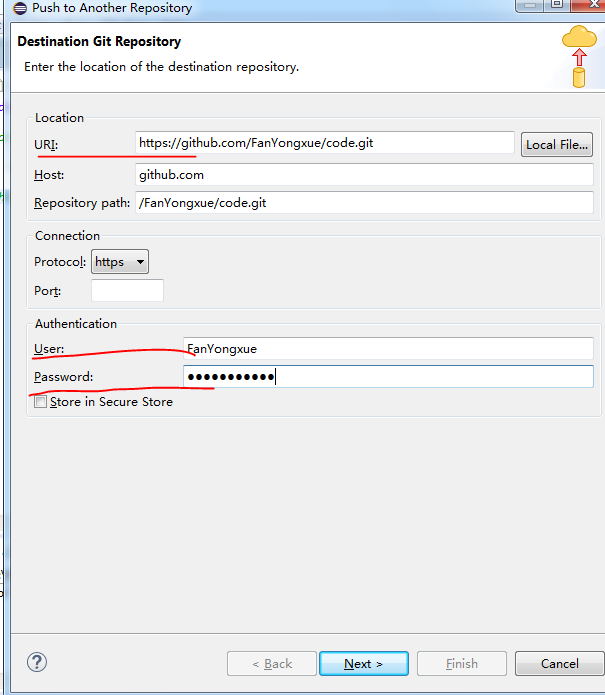 Push to Another Repository
Destination Git Repository
Enter the location of the destination repository.
Location
URI:
https://github.com/FanYongxue/code.git
Local File...
Host:
github.com
Repository path:
/FanYongxue/code.git
Connection
Protocol:
https
Port:
Authentication
User:
FanYongxue
Password:
●●●●●●●●●●●
Store in Secure Store
?
< Back
Next >
Finish
Cancel